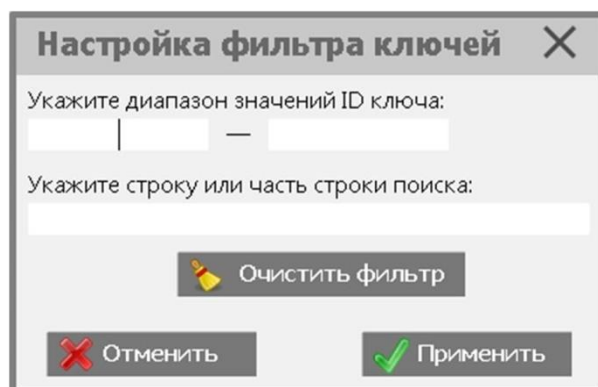 Настройка фильтра ключей
Укажите диапазон значений ID ключа:
—
Укажите строку или часть строки поиска:
Очистить фильтр
Отменить Применить